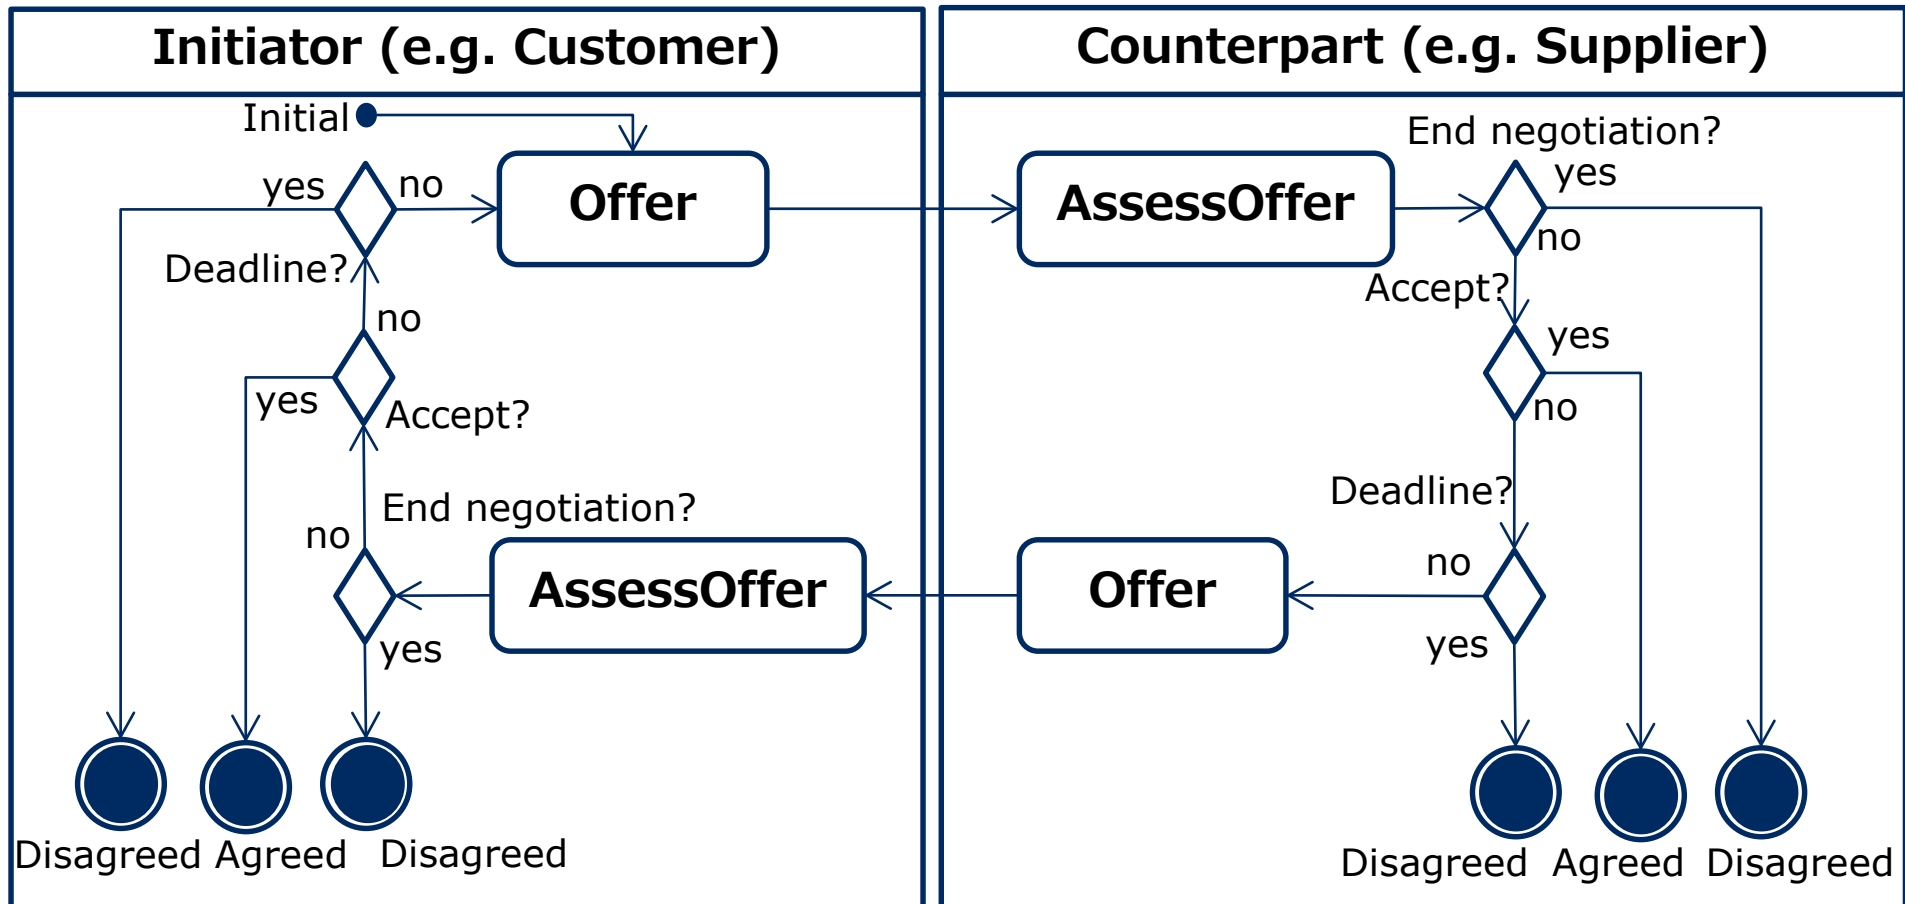 Initiator (e.g. Customer)
Initial
yes
no
Offer
Deadline?
no
yes
Accept?
End negotiation?
no
AssessOffer
yes
Disagreed
Agreed
Disagreed
Counterpart (e.g. Supplier)
End negotiation?
yes
AssessOffer
no
Accept?
yes
no
Deadline?
no
Offer
yes
Disagreed
Agreed
Disagreed